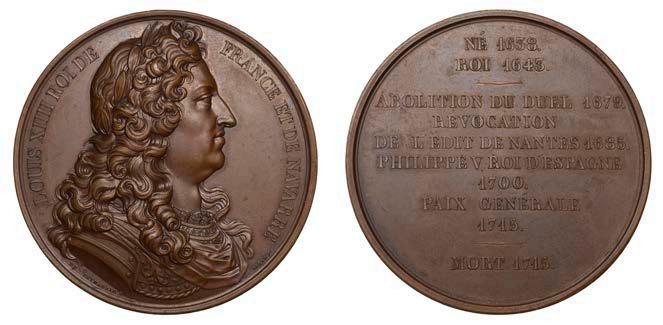 LOUIS XIIII ROI DE
FRANCE ET DE NAVARRE
NÉ 1638.
ROI 1643.
ABOLITION DU DUEL 1679.
REVOCATION
DE L'EDIT DE NANTES 1685.
PHILIPPE V, ROI D'ESPAGNE
1700.
PAIX GÉNÉRALE
1713.
MORT 1715.